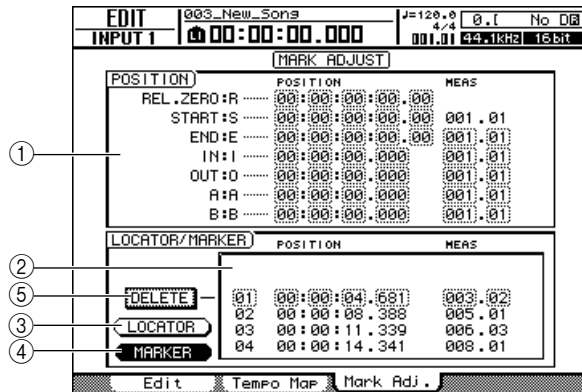 EDIT 003_New_Song J=120.0 0.[ No DB
INPUT 1 00:00:00.000 4/4 001.01 44.1kHz 16bit
MARK ADJUST
POSITION POSITION MEAS
REL.ZERO:R 00:00:00:00.00
START:S 00:00:00:00.00 001.01
END:E 00:00:00:00.00 001.01
IN:I 00:00:00.000 001.01
OUT:O 00:00:00.000 001.01
A:A 00:00:00.000 001.01
B:B 00:00:00.000 001.01
①
LOCATOR/MARKER POSITION MEAS
②
⑤ DELETE 01 00:00:04.681 003.02
02 00:00:08.388 005.01
③ LOCATOR 03 00:00:11.339 006.03
④ MARKER 04 00:00:14.341 008.01
Edit Tempo Map Mark Adj.